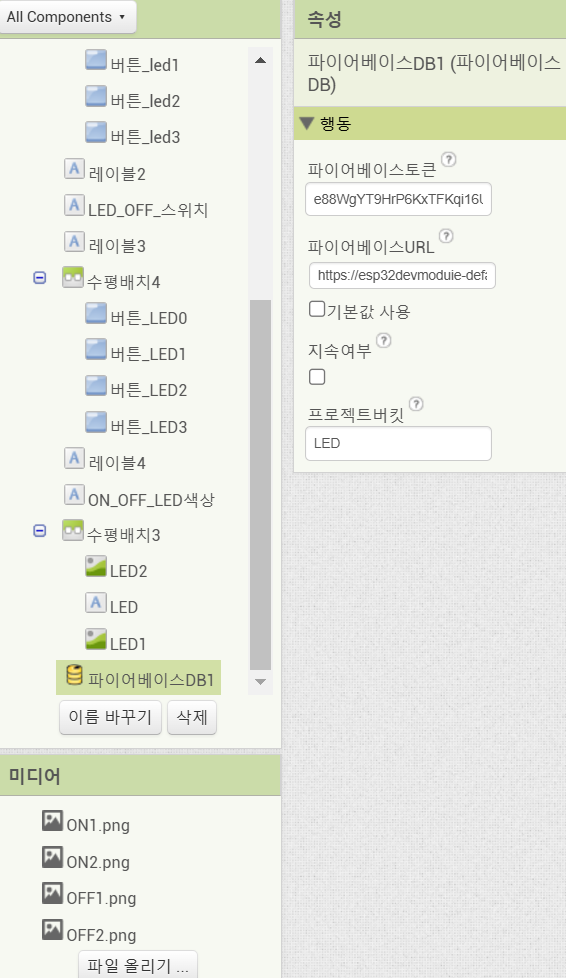 All Components
버튼_led1
버튼_led2
버튼_led3
레이블2
LED_OFF_스위치
레이블3
수평배치4
버튼_LED0
버튼_LED1
버튼_LED2
버튼_LED3
레이블4
ON_OFF_LED색상
수평배치3
LED2
LED
LED1
파이어베이스DB1
이름 바꾸기 삭제
미디어
ON1.png
ON2.png
OFF1.png
OFF2.png
파일 올리기 ...
속성
파이어베이스DB1 (파이어베이스
DB)
행동
파이어베이스토큰
e88WgYT9HrP6KxTFKqi16U
파이어베이스URL
https://esp32devmoduie-defa
기본값 사용
지속여부
프로젝트버킷
LED